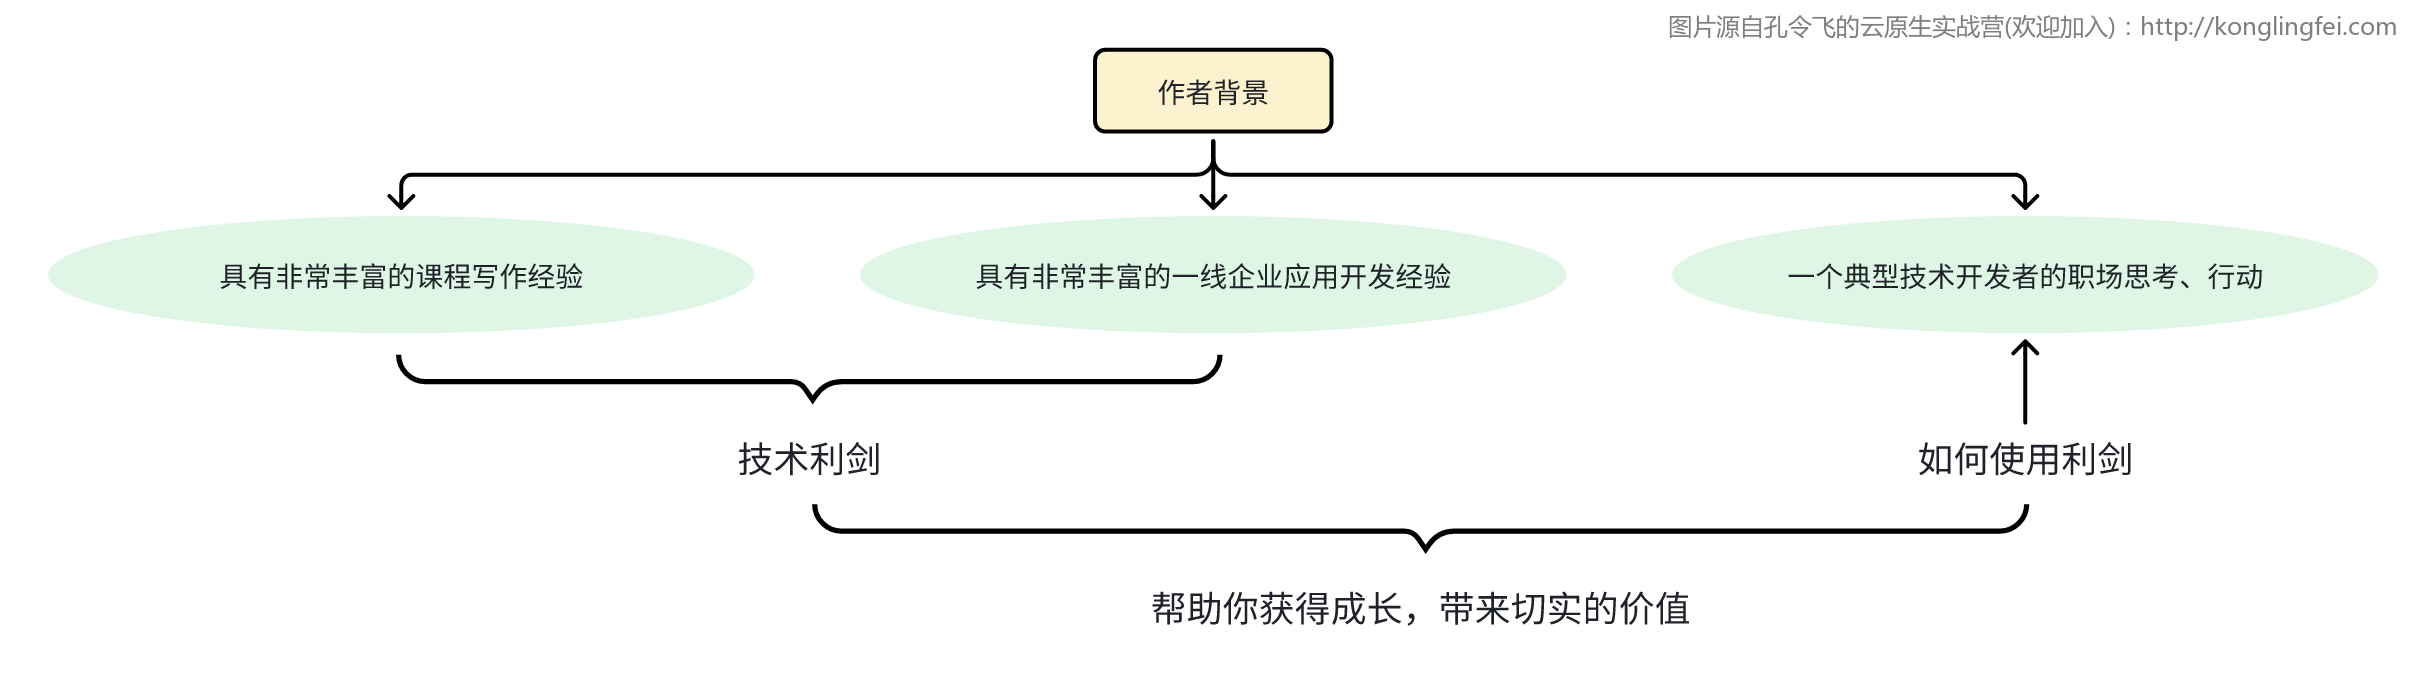 图片源自孔令飞的云原生实战营(欢迎加入)：http://konglingfei.com
作者背景
具有非常丰富的课程写作经验
具有非常丰富的一线企业应用开发经验
一个典型技术开发者的职场思考、行动
技术利剑
如何使用利剑
帮助你获得成长，带来切实的价值